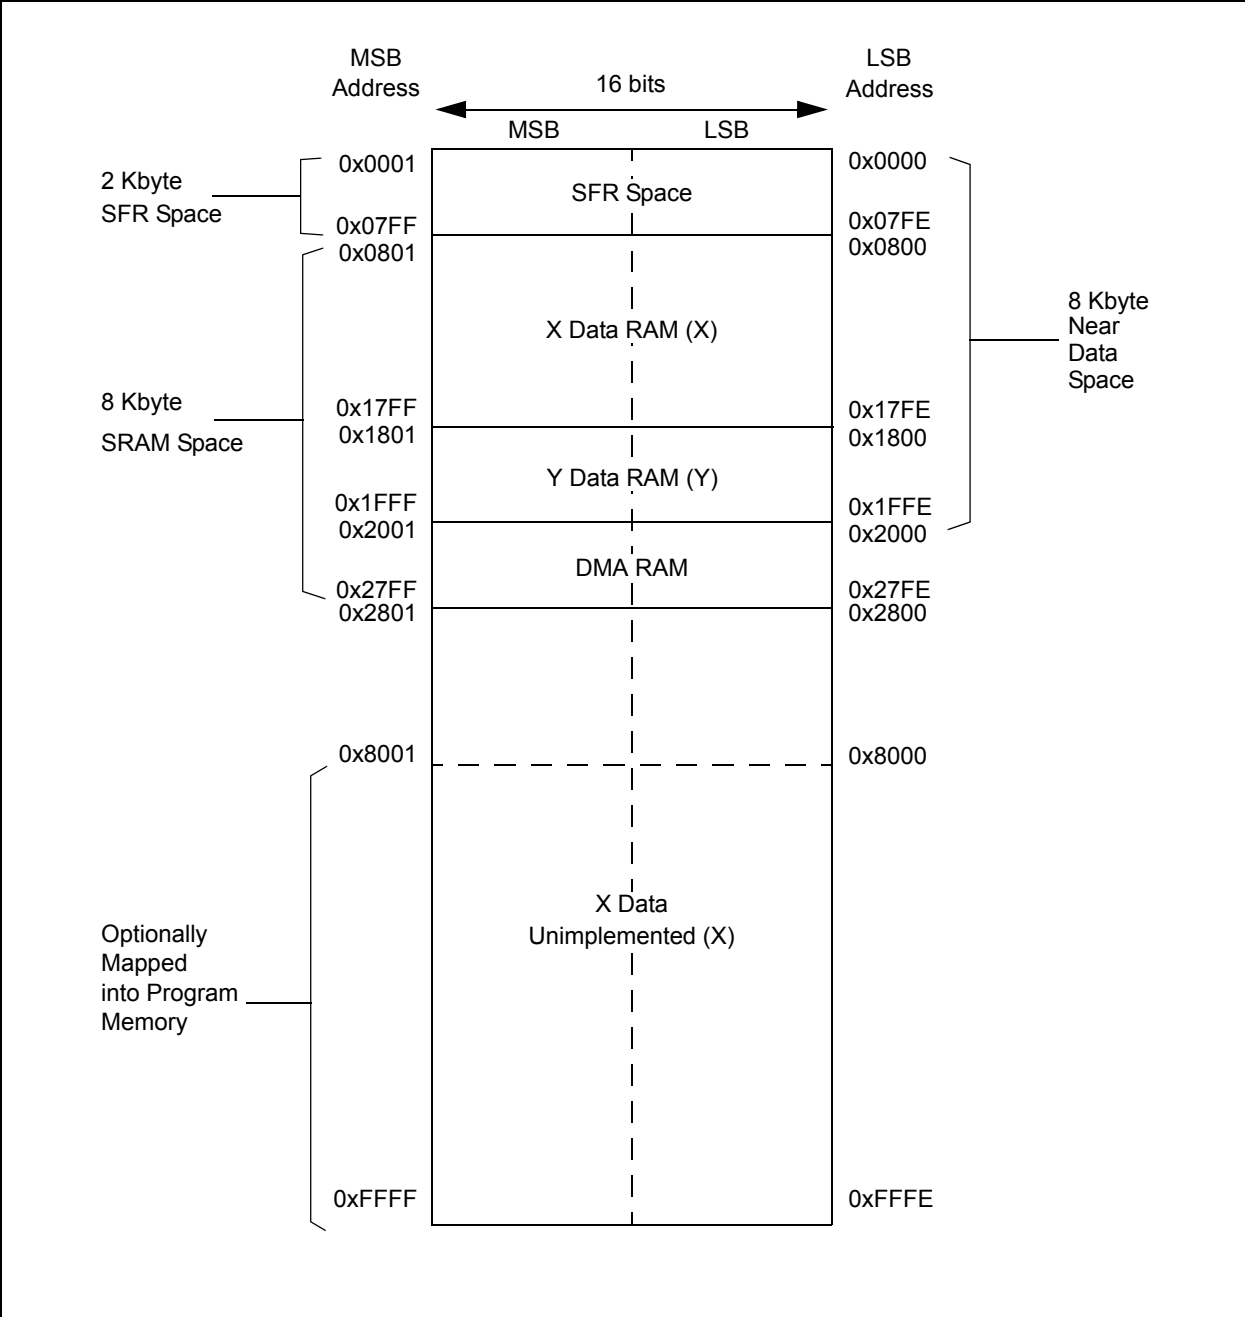 MSB
Address
16 bits
LSB
Address
MSB
LSB
2 Kbyte
SFR Space
0x0001
SFR Space
0x0000
0x07FF
0x07FE
0x0801
0x0800
X Data RAM (X)
8 Kbyte
Near
Data
Space
8 Kbyte
SRAM Space
0x17FF
0x17FE
0x1801
0x1800
Y Data RAM (Y)
0x1FFF
0x1FFE
0x2001
0x2000
DMA RAM
0x27FF
0x27FE
0x2801
0x2800
0x8001
0x8000
X Data
Unimplemented (X)
Optionally
Mapped
into Program
Memory
0xFFFF
0xFFFE